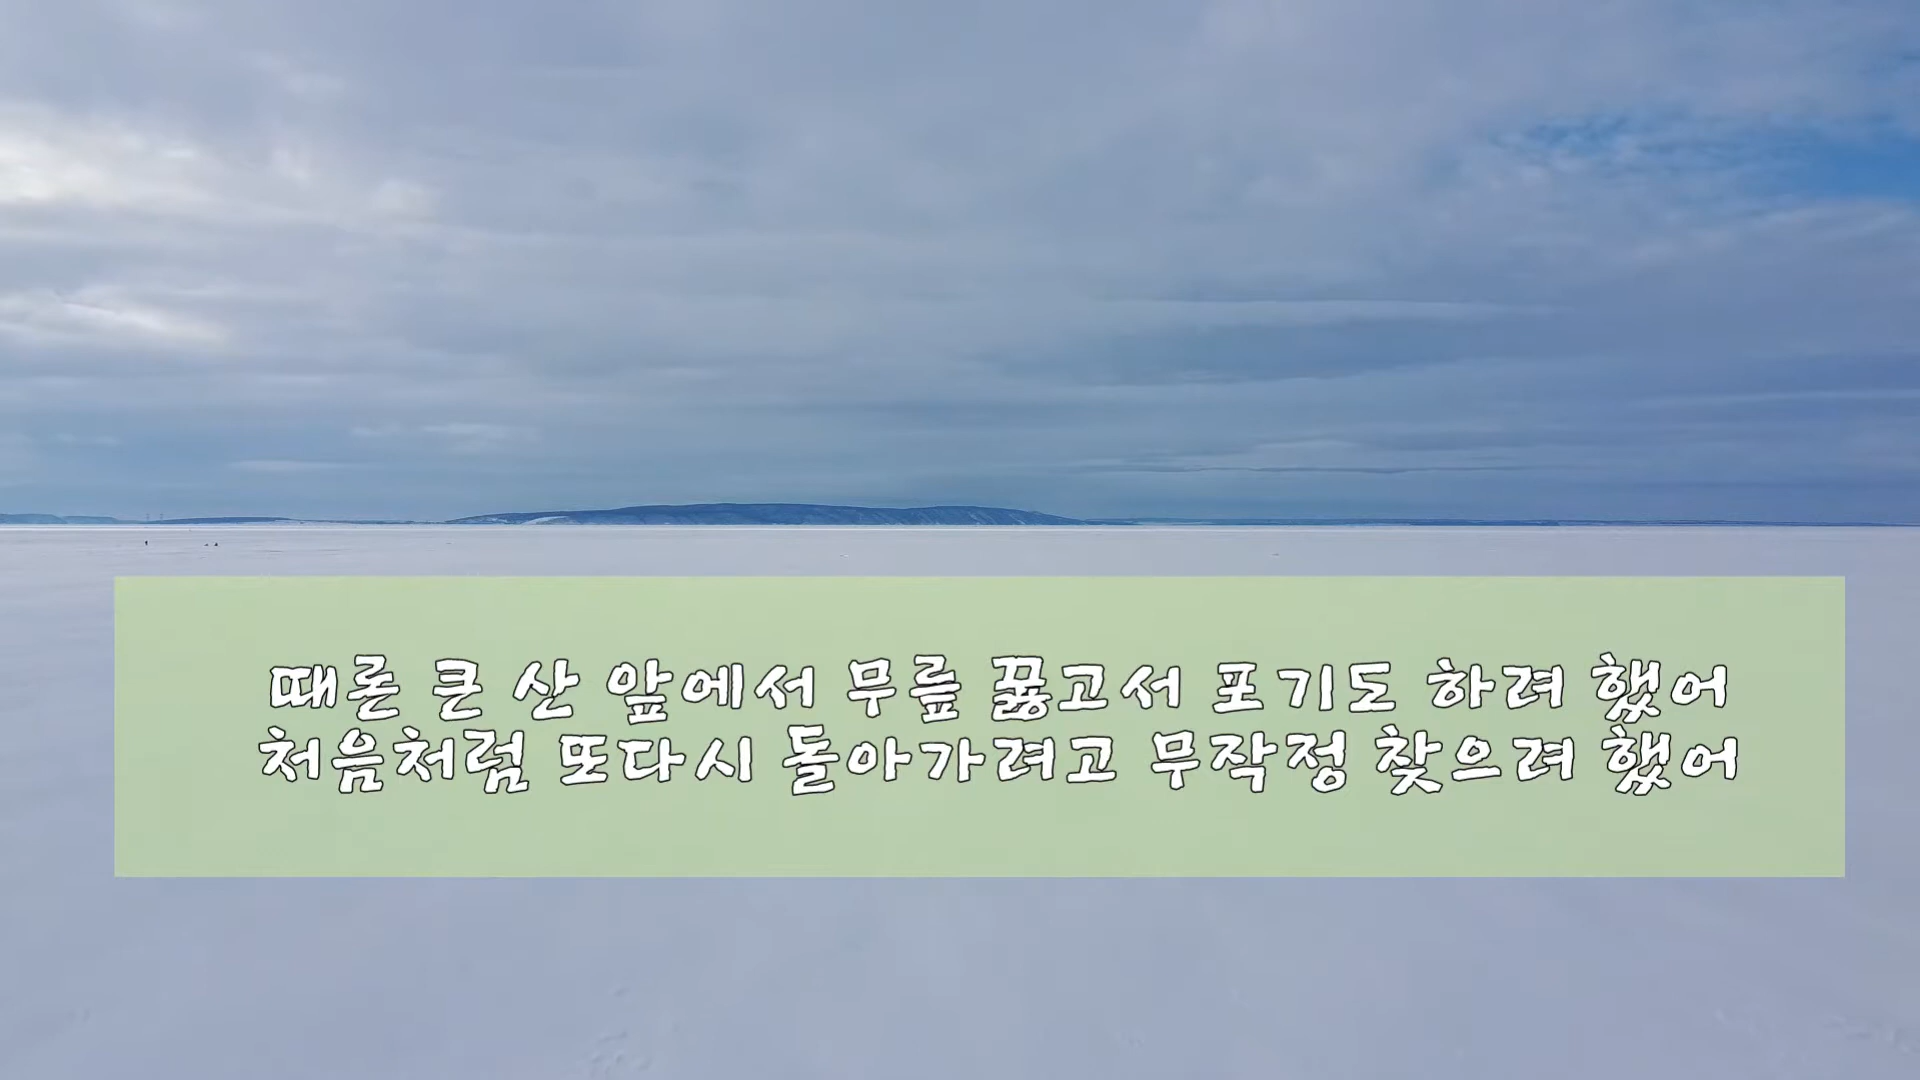 때론 큰 산 앞에서 무릎 꿇고서 포기도 하려 했어
처음처럼 또다시 돌아가려고 무작정 찾으려 했어